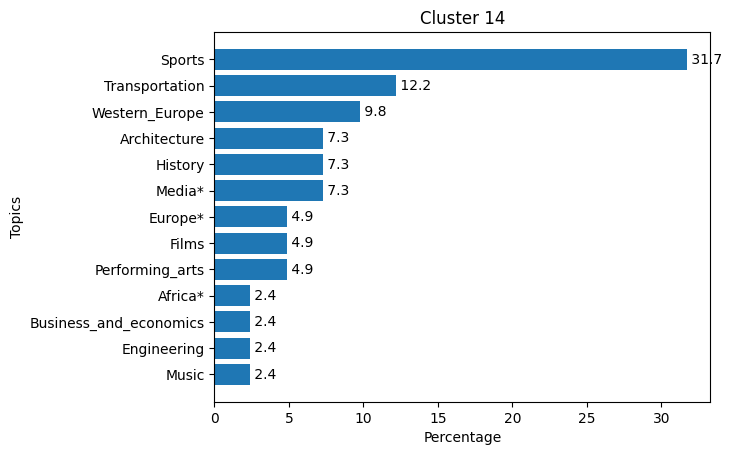 Cluster 14
Topics
Sports 31.7
Transportation 12.2
Western_Europe 9.8
Architecture 7.3
History 7.3
Media* 7.3
Europe* 4.9
Films 4.9
Performing_arts 4.9
Africa* 2.4
Business_and_economics 2.4
Engineering 2.4
Music 2.4
0 5 10 15 20 25 30
Percentage